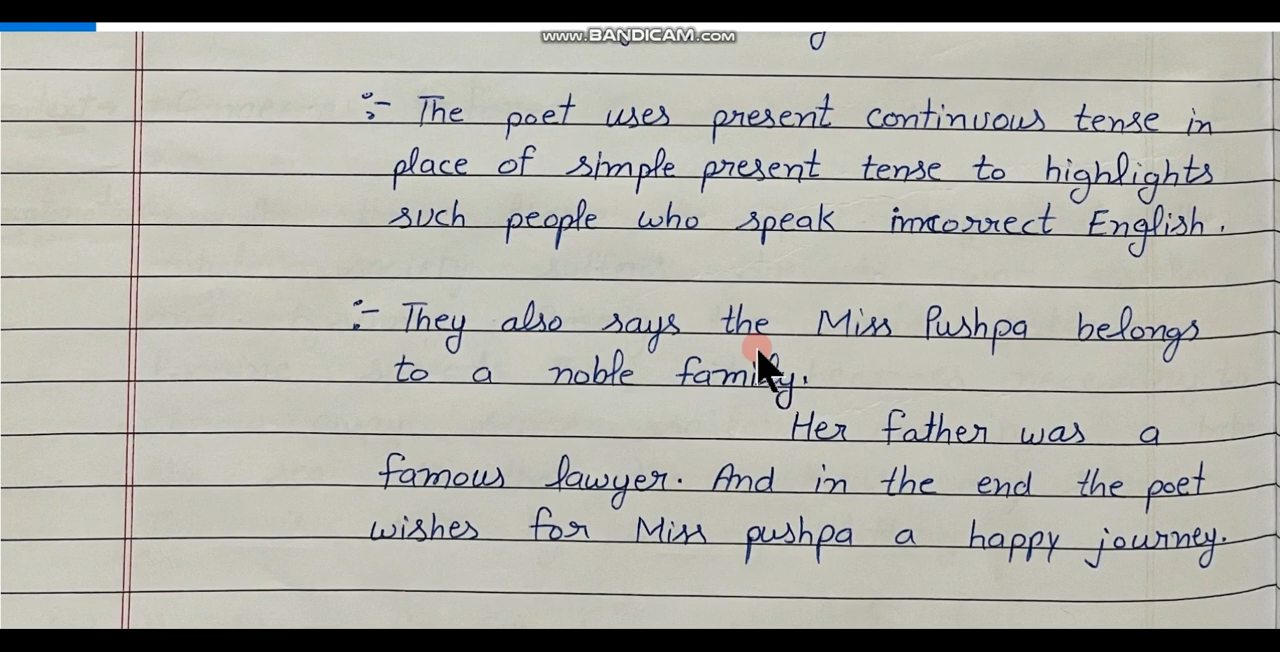 www.BANDICAM.com
:- The poet uses present continuous tense in
place of simple present tense to highlights
such people who speak incorrect English.
:- They also says the Miss Pushpa belongs
to a noble family.
Her father was a
famous lawyer. And in the end the poet
wishes for Miss pushpa a happy journey.